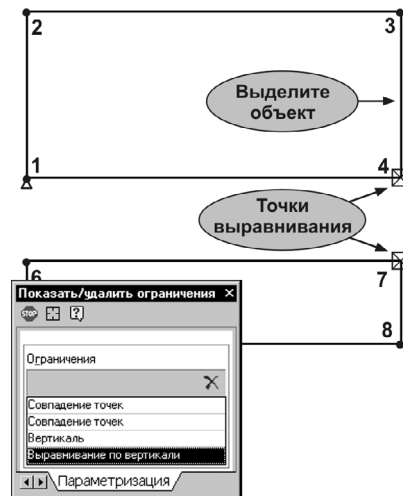 2
3
Выделите
объект
1
4
Точки
выравнивания
6
7
Показать/удалить ограничения
STOP
8
Ограничения
Совпадение точек
Совпадение точек
Вертикаль
Выравнивание по вертикали
Параметризация